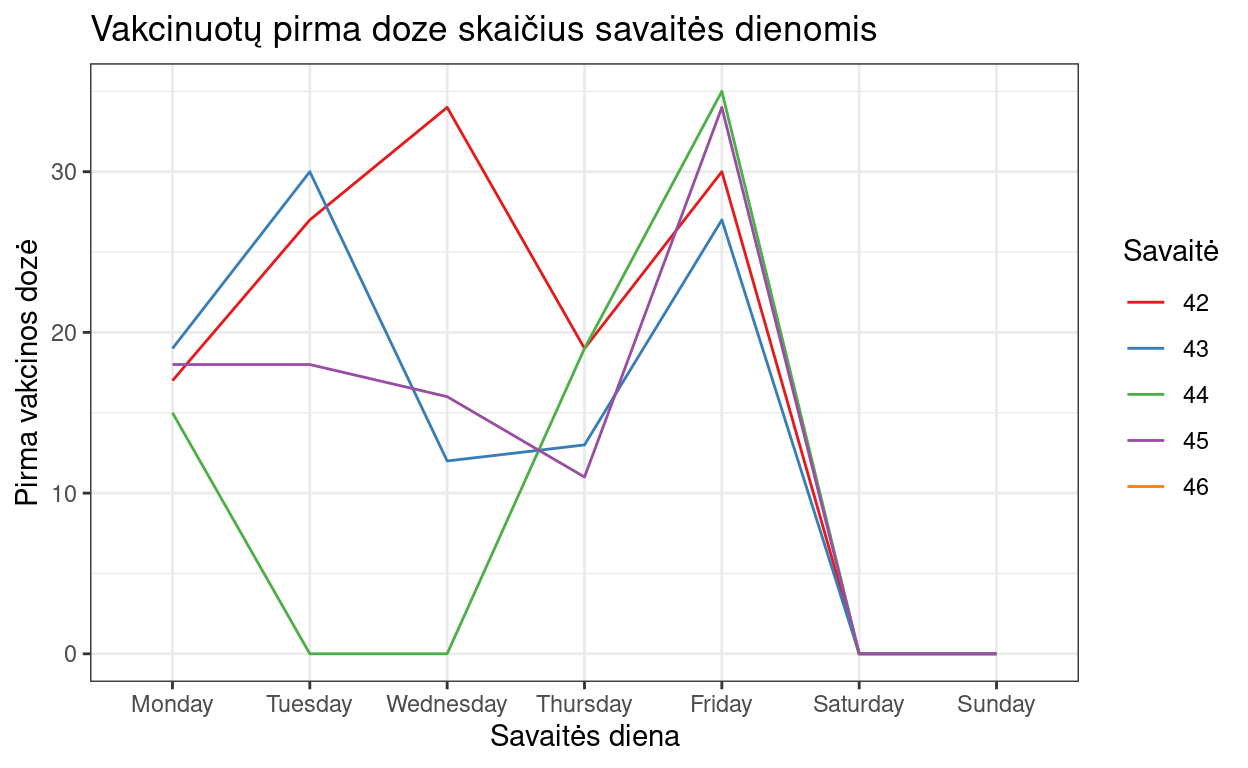 Vakcinuotų pirma doze skaičius savaitės dienomis
Pirma vakcinos dozė
30
20
10
0
Monday Tuesday Wednesday Thursday Friday Saturday Sunday
Savaitės diena
Savaitė
42
43
44
45
46